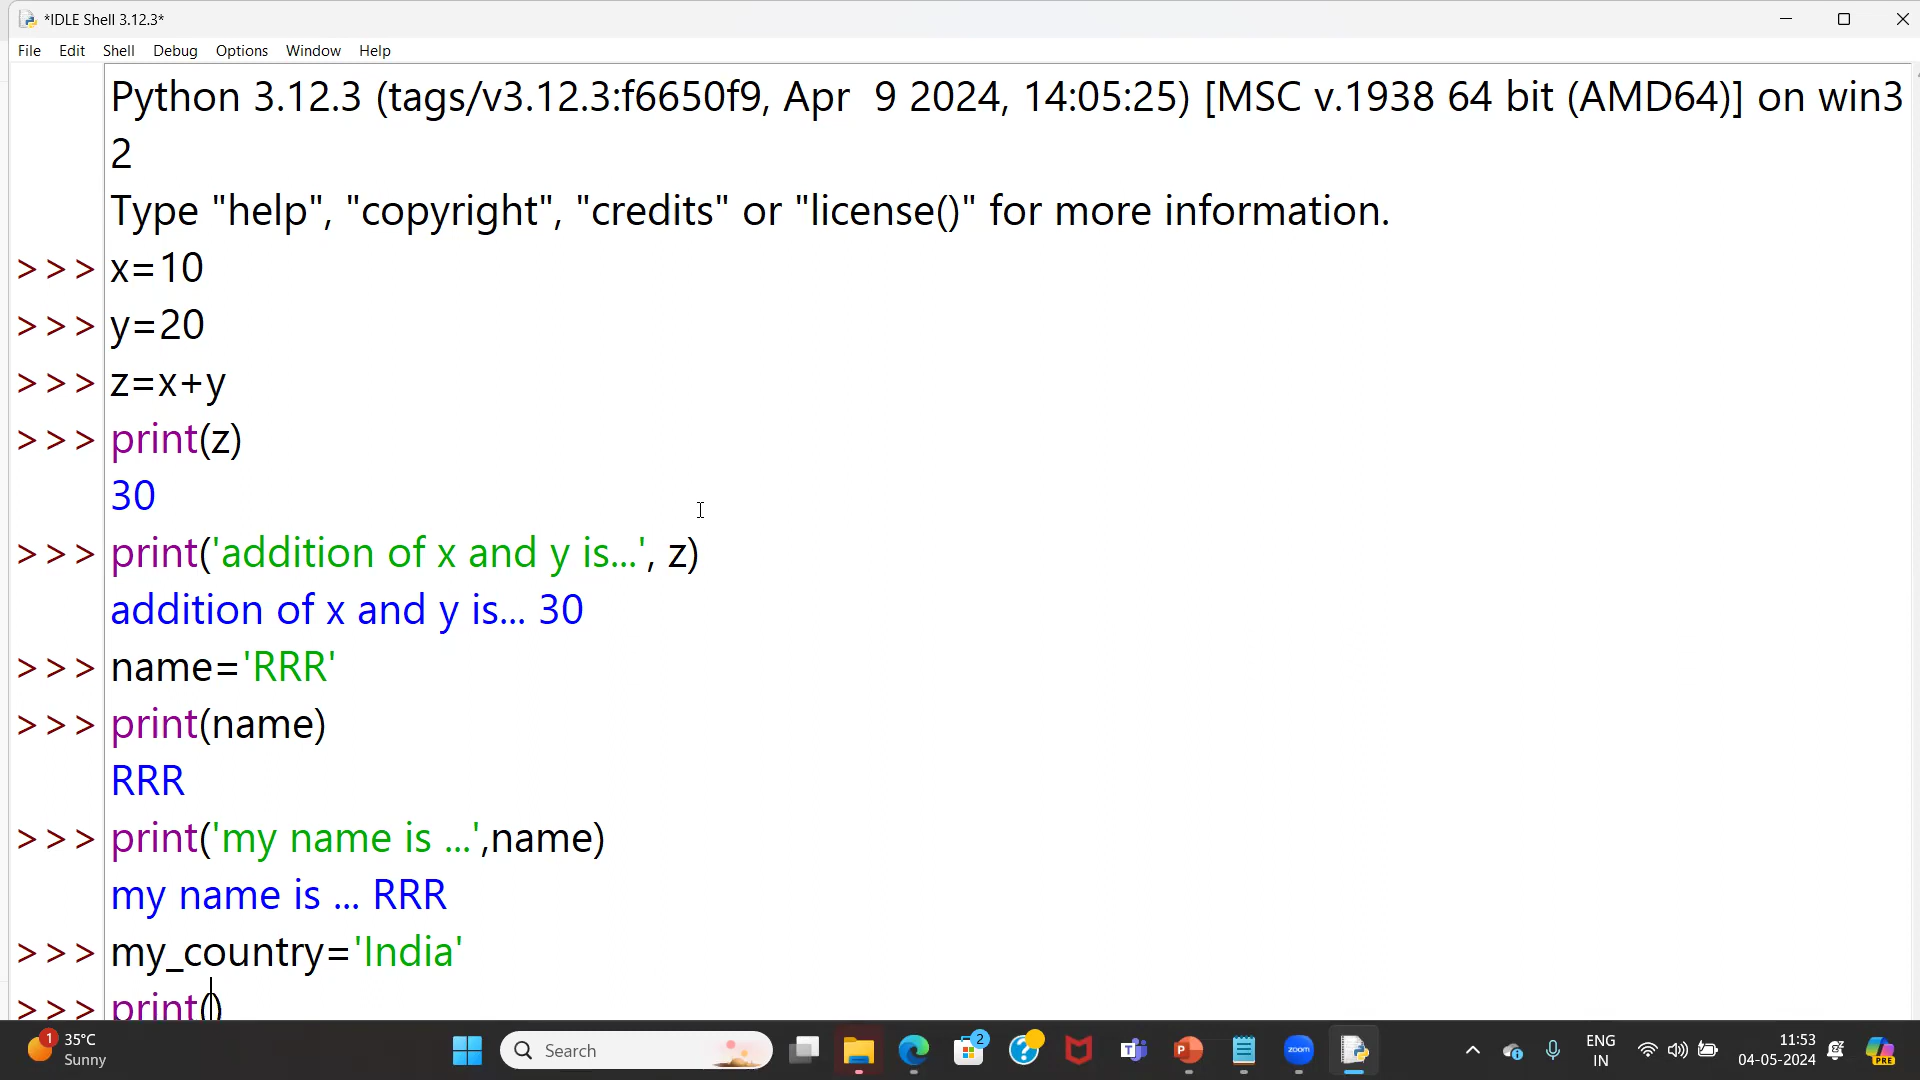 *IDLE Shell 3.12.3*
File Edit Shell Debug Options Window Help
Python 3.12.3 (tags/v3.12.3:f6650f9, Apr  9 2024, 14:05:25) [MSC v.1938 64 bit (AMD64)] on win3
2
Type "help", "copyright", "credits" or "license()" for more information.
>>> x=10
>>> y=20
>>> z=x+y
>>> print(z)
30
>>> print('addition of x and y is...', z)
addition of x and y is... 30
>>> name='RRR'
>>> print(name)
RRR
>>> print('my name is ...',name)
my name is ... RRR
>>> my_country='India'
>>> print()
1 35°C
Sunny
Search
2
zoom
ENG
IN
11:53
04-05-2024
PRE